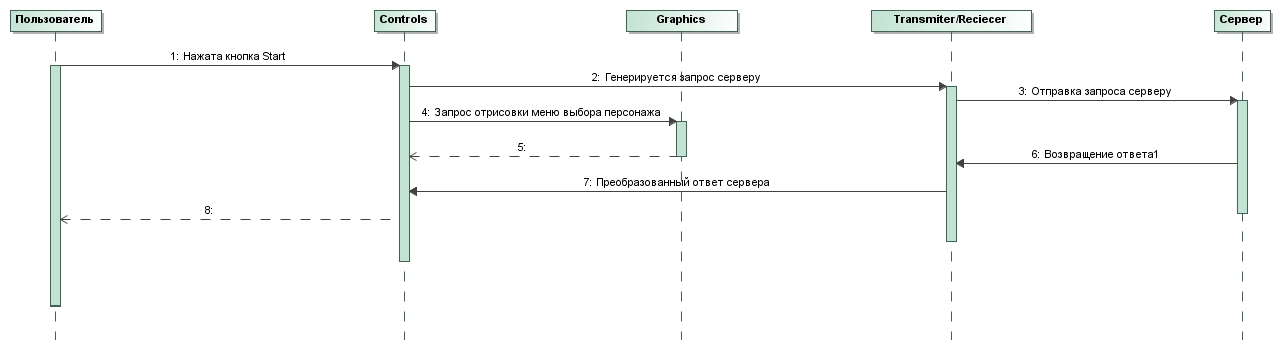 Пользователь Controls Graphics Transmiter/Reciecer Сервер
1: Нажата кнопка Start
2: Генерируется запрос серверу
3: Отправка запроса серверу
4: Запрос отрисовки меню выбора персонажа
5:
6: Возвращение ответа1
7: Преобразованный ответ сервера
8: